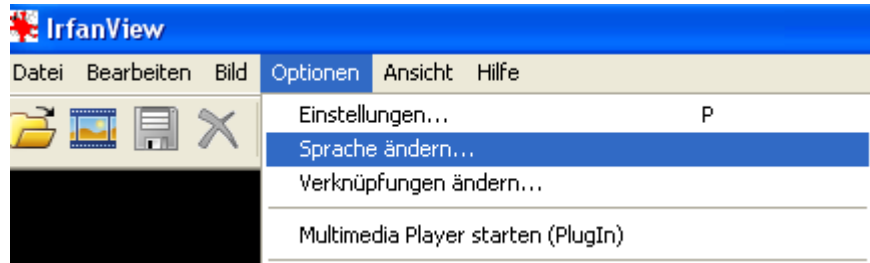 IrfanView
Datei Bearbeiten Bild Optionen Ansicht Hilfe
Einstellungen... P
Sprache ändern...
Verknüpfungen ändern...
Multimedia Player starten (PlugIn)